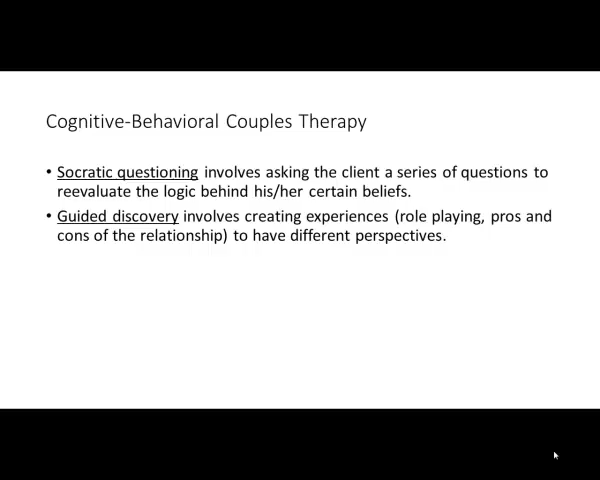 Cognitive-Behavioral Couples Therapy
• Socratic questioning involves asking the client a series of questions to
reevaluate the logic behind his/her certain beliefs.
• Guided discovery involves creating experiences (role playing, pros and
cons of the relationship) to have different perspectives.